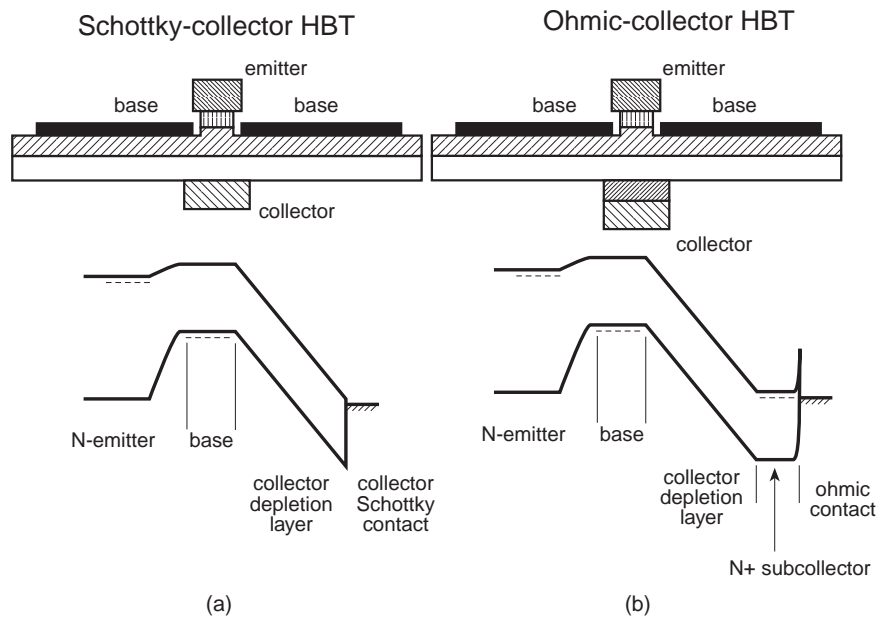 Schottky-collector HBT
emitter
base
base
collector
N-emitter
base
collector
depletion
layer
collector
Schottky
contact
(a)
Ohmic-collector HBT
emitter
base
base
collector
N-emitter
base
collector
depletion
layer
ohmic
contact
N+ subcollector
(b)